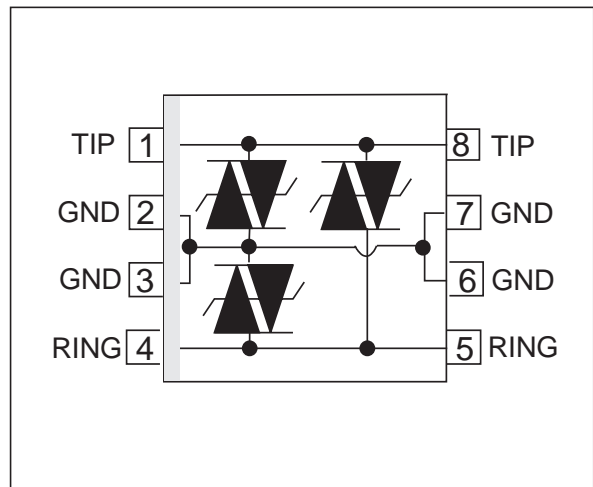 TIP 1
8 TIP
GND 2
7 GND
GND 3
6 GND
RING 4
5 RING